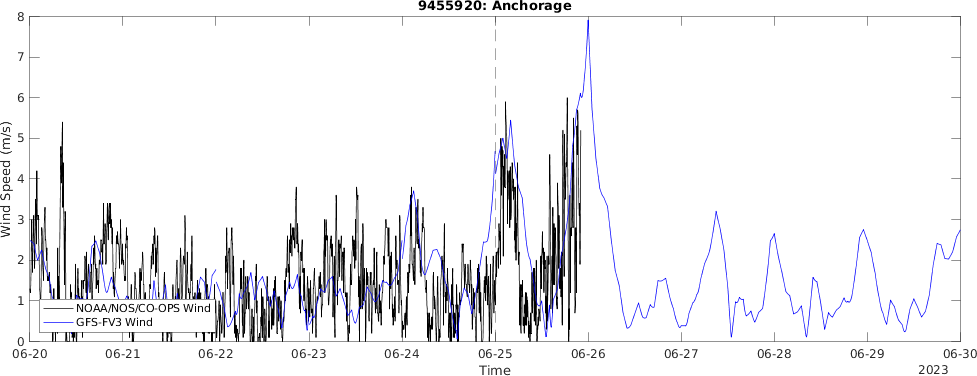 9455920: Anchorage
Wind Speed (m/s)
8
7
6
5
4
3
2
1
0
NOAA/NOS/CO-OPS Wind
GFS-FV3 Wind
06-20 06-21 06-22 06-23 06-24 06-25 06-26 06-27 06-28 06-29 06-30
Time
2023